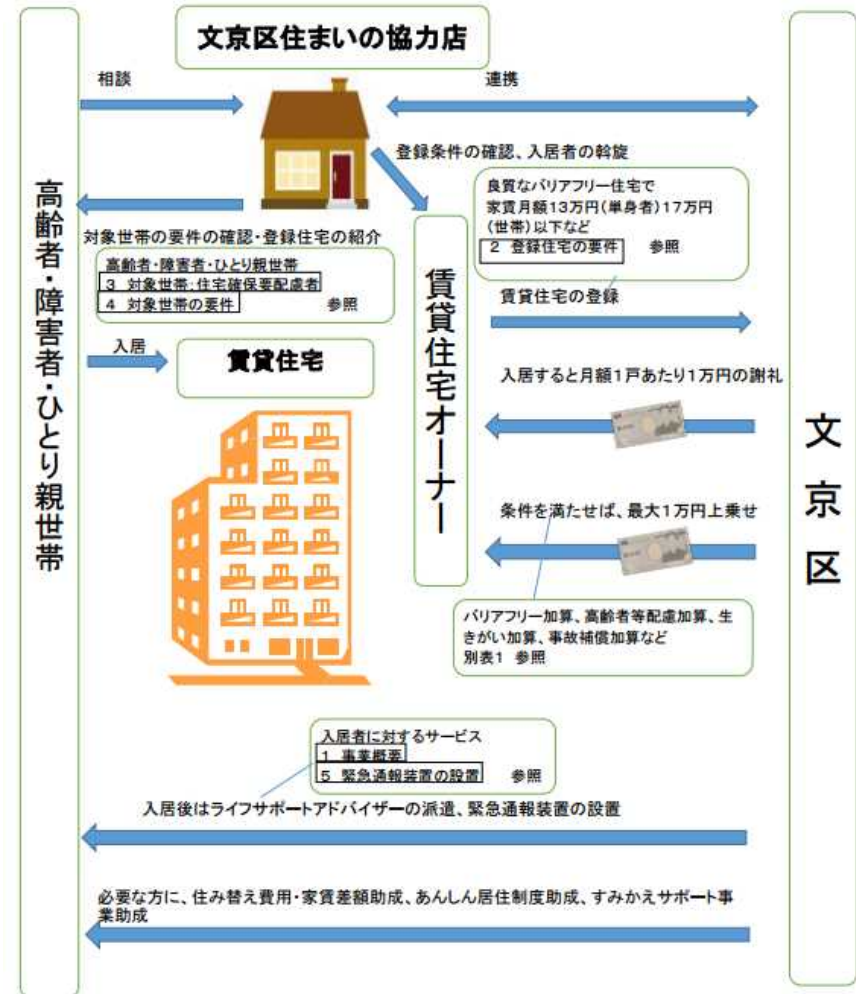 文京区住まいの協力店
相談
連携
登録条件の確認、入居者の斡旋
良質なバリアフリー住宅で
家賃月額13万円(単身者)17万円
(世帯)以下など
2 登録住宅の要件 参照
対象世帯の要件の確認・登録住宅の紹介
高齢者・障害者・ひとり親世帯
3 対象世帯:住宅確保要配慮者
4 対象世帯の要件 参照
賃貸住宅の登録
入居
賃貸住宅
高齢者・障害者・ひとり親世帯
賃貸住宅オーナー
文京区
入居すると月額1戸あたり1万円の謝礼
条件を満たせば、最大1万円上乗せ
バリアフリー加算、高齢者等配慮加算、生
きがい加算、事故補償加算など
別表1 参照
入居者に対するサービス
1 事業概要
5 緊急通報装置の設置 参照
入居後はライフサポートアドバイザーの派遣、緊急通報装置の設置
必要な方に、住み替え費用・家賃差額助成、あんしん居住制度助成、すみかえサポート事
業助成